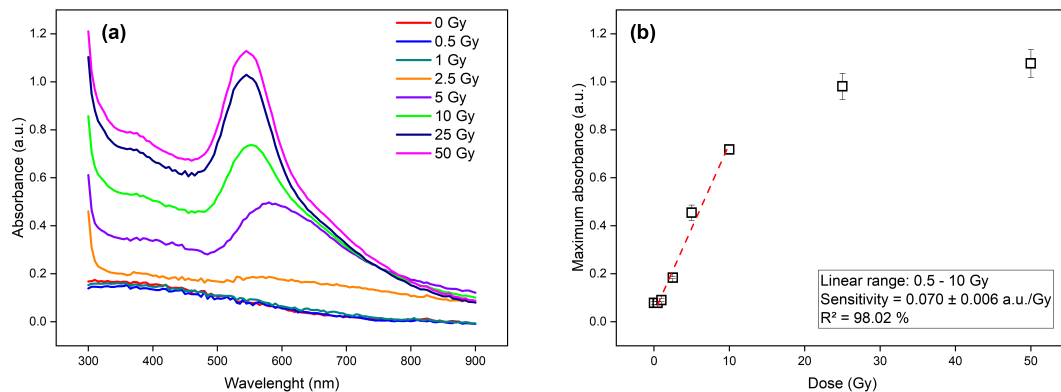 (a)
0 Gy
0.5 Gy
1 Gy
2.5 Gy
5 Gy
10 Gy
25 Gy
50 Gy
1.2
1.0
0.8
0.6
0.4
0.2
0.0
Absorbance (a.u.)
300 400 500 600 700 800 900
Wavelenght (nm)
(b)
1.2
1.0
0.8
0.6
0.4
0.2
0.0
Maximum absorbance (a.u.)
Linear range: 0.5 - 10 Gy
Sensitivity = 0.070 ± 0.006 a.u./Gy
R² = 98.02 %
0 10 20 30 40 50
Dose (Gy)